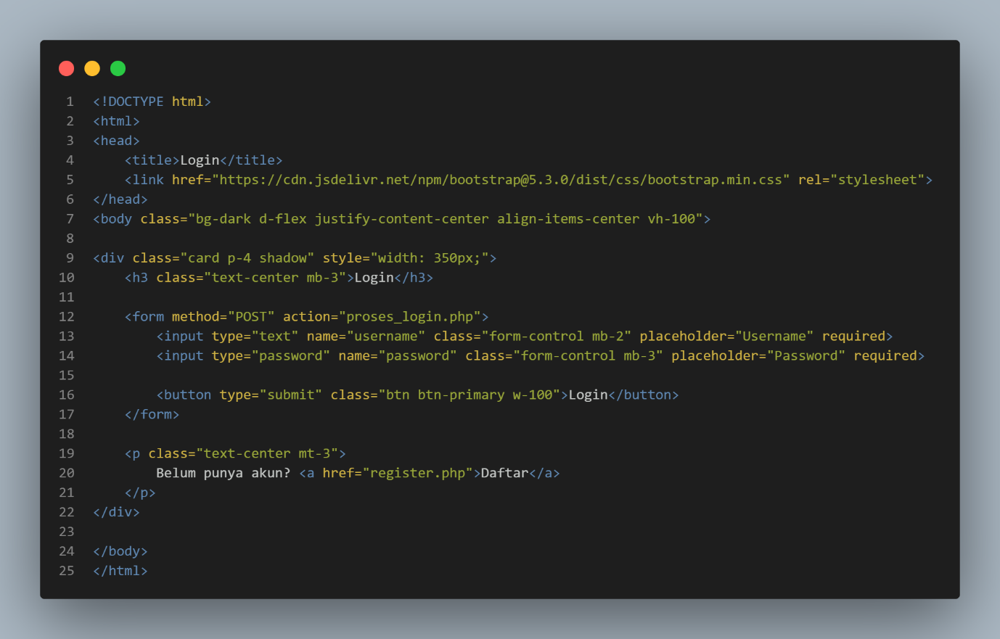 1 <!DOCTYPE html>
2 <html>
3 <head>
4     <title>Login</title>
5     <link href="https://cdn.jsdelivr.net/npm/bootstrap@5.3.0/dist/css/bootstrap.min.css" rel="stylesheet">
6 </head>
7 <body class="bg-dark d-flex justify-content-center align-items-center vh-100">
8
9 <div class="card p-4 shadow" style="width: 350px;">
10     <h3 class="text-center mb-3">Login</h3>
11
12     <form method="POST" action="proses_login.php">
13         <input type="text" name="username" class="form-control mb-2" placeholder="Username" required>
14         <input type="password" name="password" class="form-control mb-3" placeholder="Password" required>
15
16         <button type="submit" class="btn btn-primary w-100">Login</button>
17     </form>
18
19     <p class="text-center mt-3">
20         Belum punya akun? <a href="register.php">Daftar</a>
21     </p>
22 </div>
23
24 </body>
25 </html>